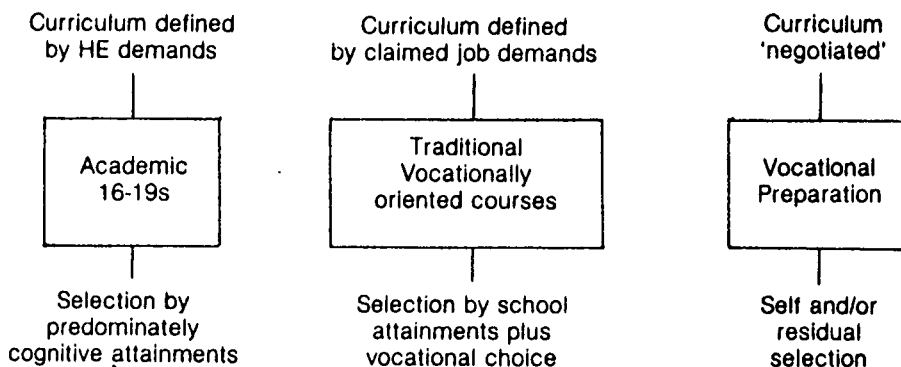 Curriculum defined
by HE demands
Academic
16-19s
Selection by
predominately
cognitive attainments
Curriculum defined
by claimed job demands
Traditional
Vocationally
oriented courses
Selection by school
attainments plus
vocational choice
Curriculum
'negotiated'
Vocational
Preparation
Self and/or
residual
selection